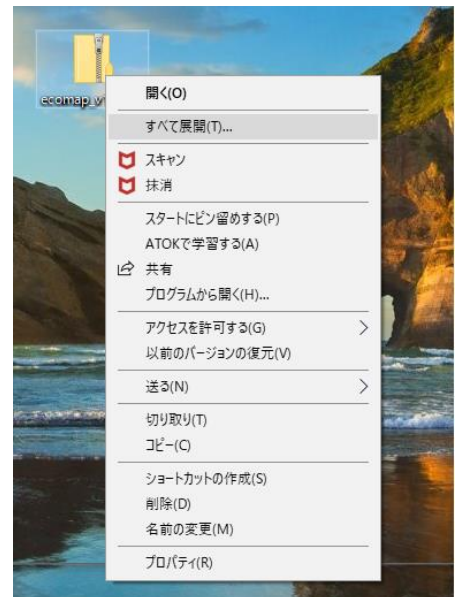 ecomap_v
開く(O)
すべて展開(T)...
スキャン
抹消
スタートにピン留めする(P)
ATOKで学習する(A)
共有
プログラムから開く(H)...
アクセスを許可する(G)
以前のバージョンの復元(V)
送る(N)
切り取り(T)
コピー(C)
ショートカットの作成(S)
削除(D)
名前の変更(M)
プロパティ(R)